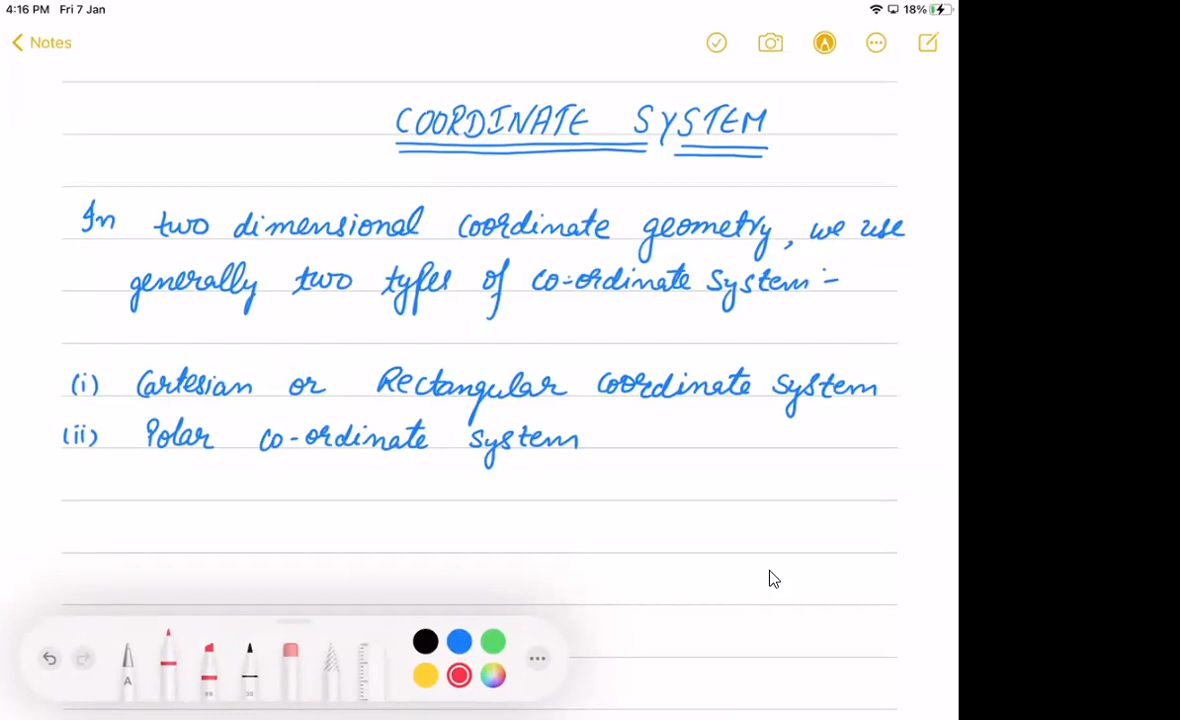 4:16 PM Fri 7 Jan 18%
Notes
COORDINATE SYSTEM
In two dimensional coordinate geometry, we use
generally two types of co-ordinate system :-
(i) Cartesian or Rectangular coordinate system
(ii) Polar co-ordinate system
A